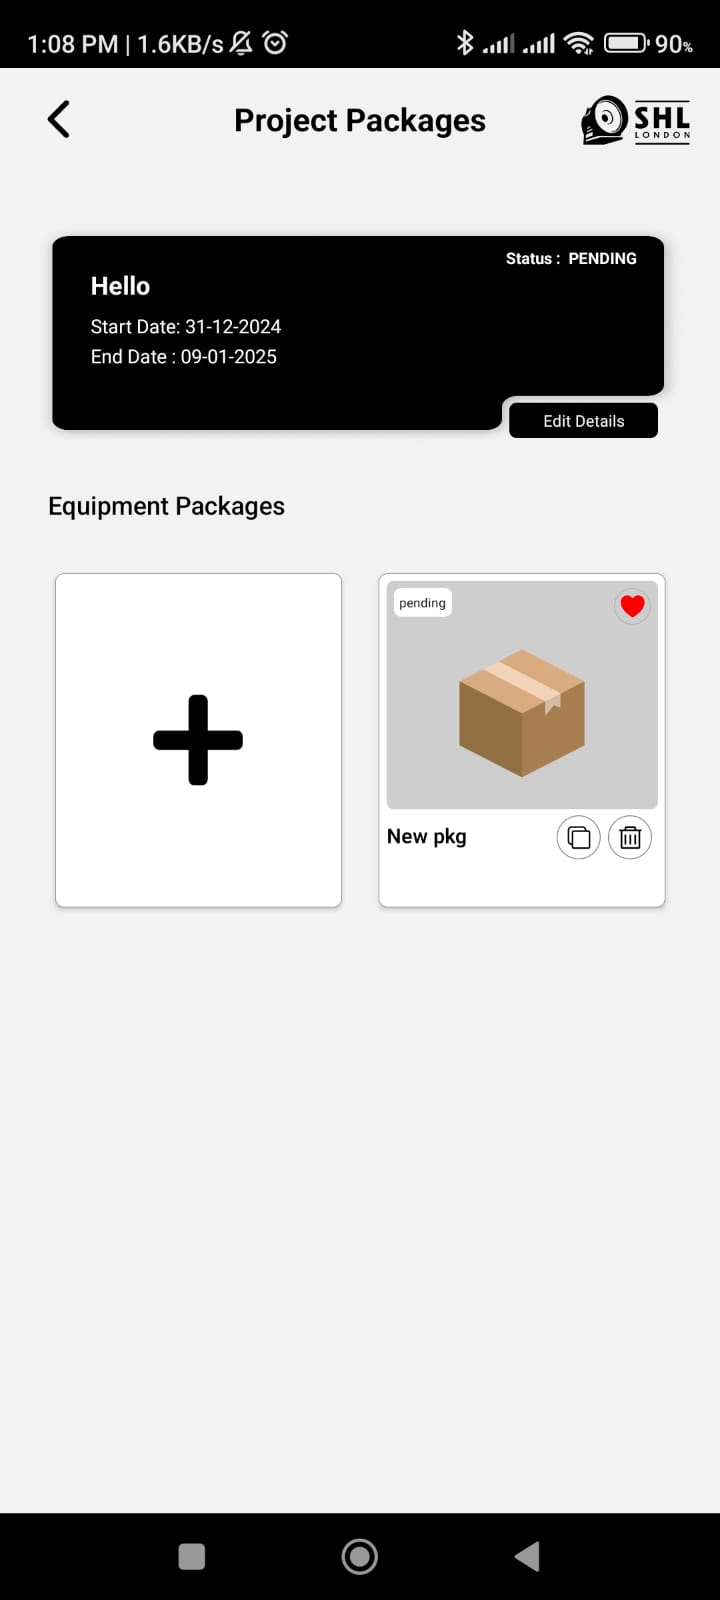 1:08 PM | 1.6KB/s 90%
Project Packages
SHL
LONDON
Status : PENDING
Hello
Start Date: 31-12-2024
End Date : 09-01-2025
Edit Details
Equipment Packages
pending
New pkg